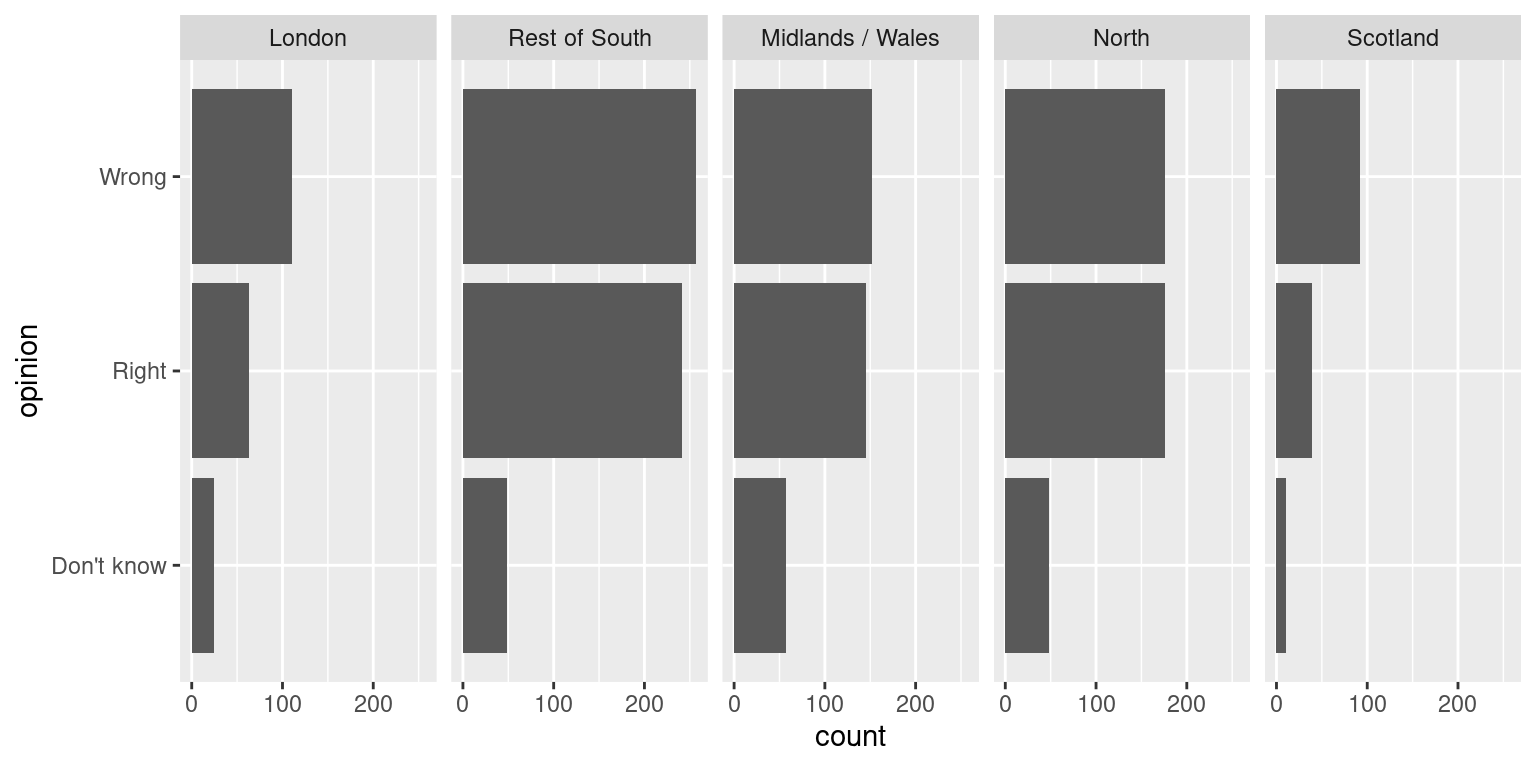 London Rest of South Midlands / Wales North Scotland
Wrong
Right
Don't know
opinion
0 100 200 0 100 200 0 100 200 0 100 200 0 100 200
count